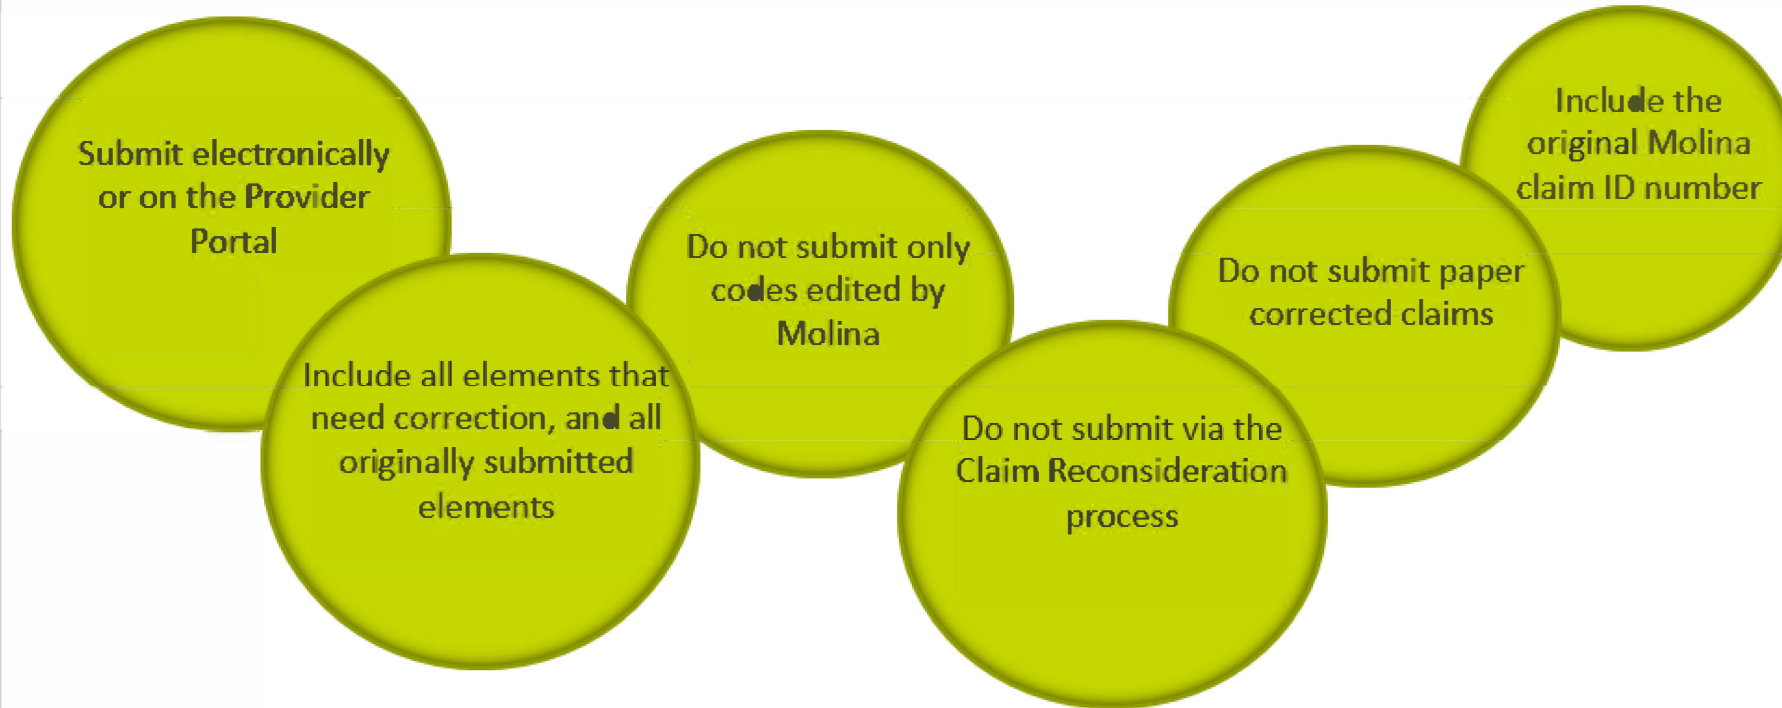 Submit electronically
or on the Provider
Portal
Include all elements that
need correction, and all
originally submitted
elements
Do not submit only
codes edited by
Molina
Do not submit via the
Claim Reconsideration
process
Do not submit paper
corrected claims
Include the
original Molina
claim ID number